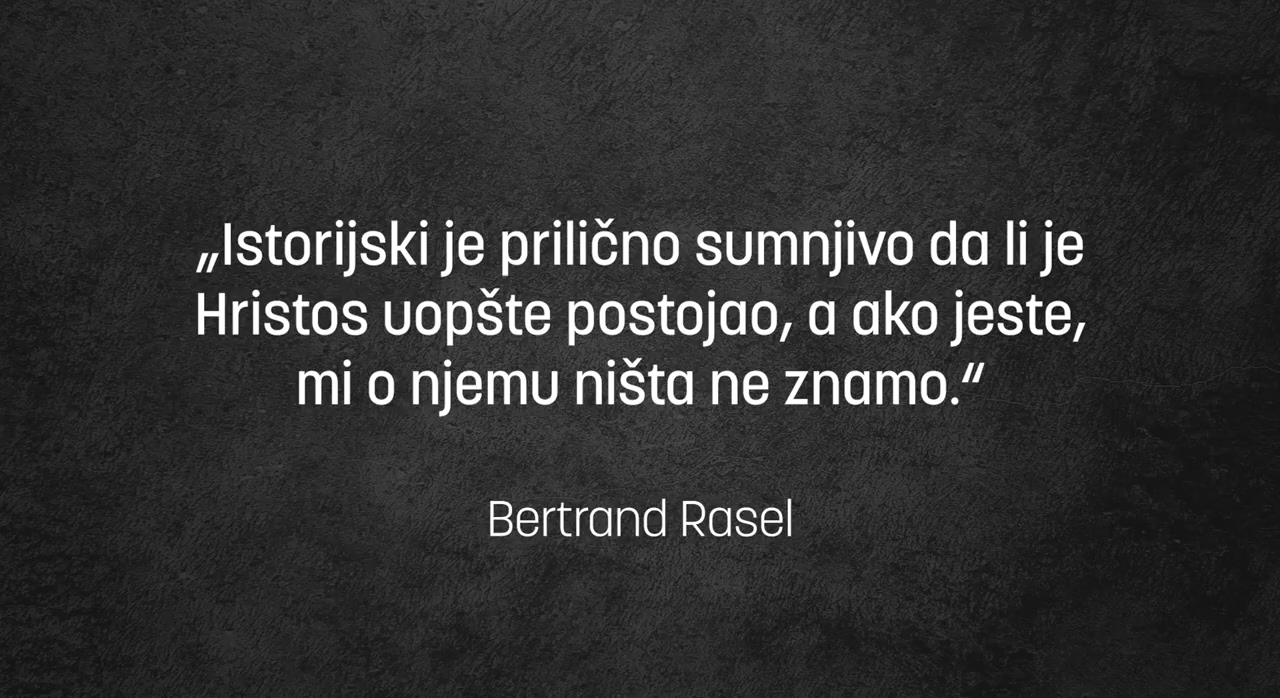 „Istorijski je prilično sumnjivo da li je
Hristos uopšte postojao, a ako jeste,
mi o njemu ništa ne znamo.“
Bertrand Rasel